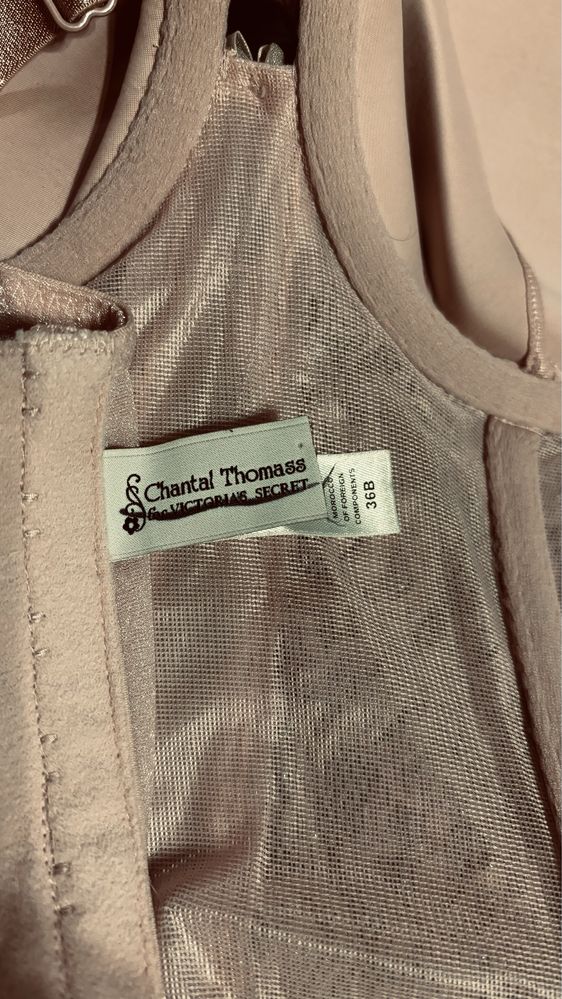 Chantal Thomass
for VICTORIA'S SECRET
MOROCCO
OF FOREIGN
COMPONENTS
36B